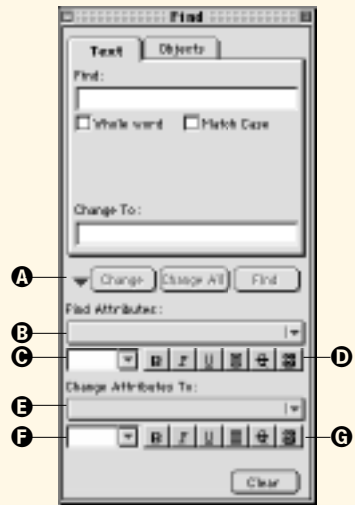 Find
Text Objects
Find:
Whole word Match Case
Change To:
A Change Change All Find
Find Attributes:
B
C B I U D
Change Attributes To:
E
F B I U G
Clear